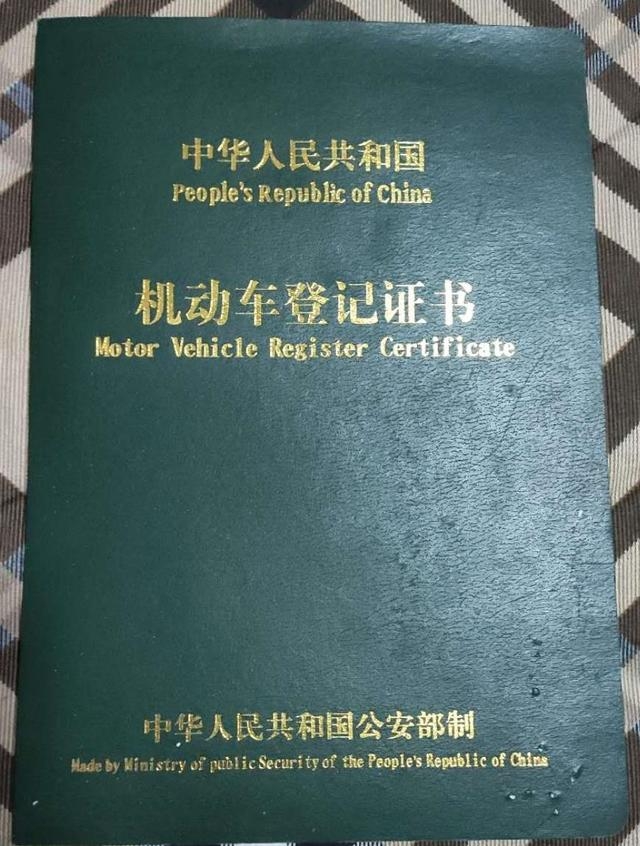 中华人民共和国
People's Republic of China
机动车登记证书
Motor Vehicle Register Certificate
中华人民共和国公安部制
Made by Ministry of public Security of the People's Republic of China